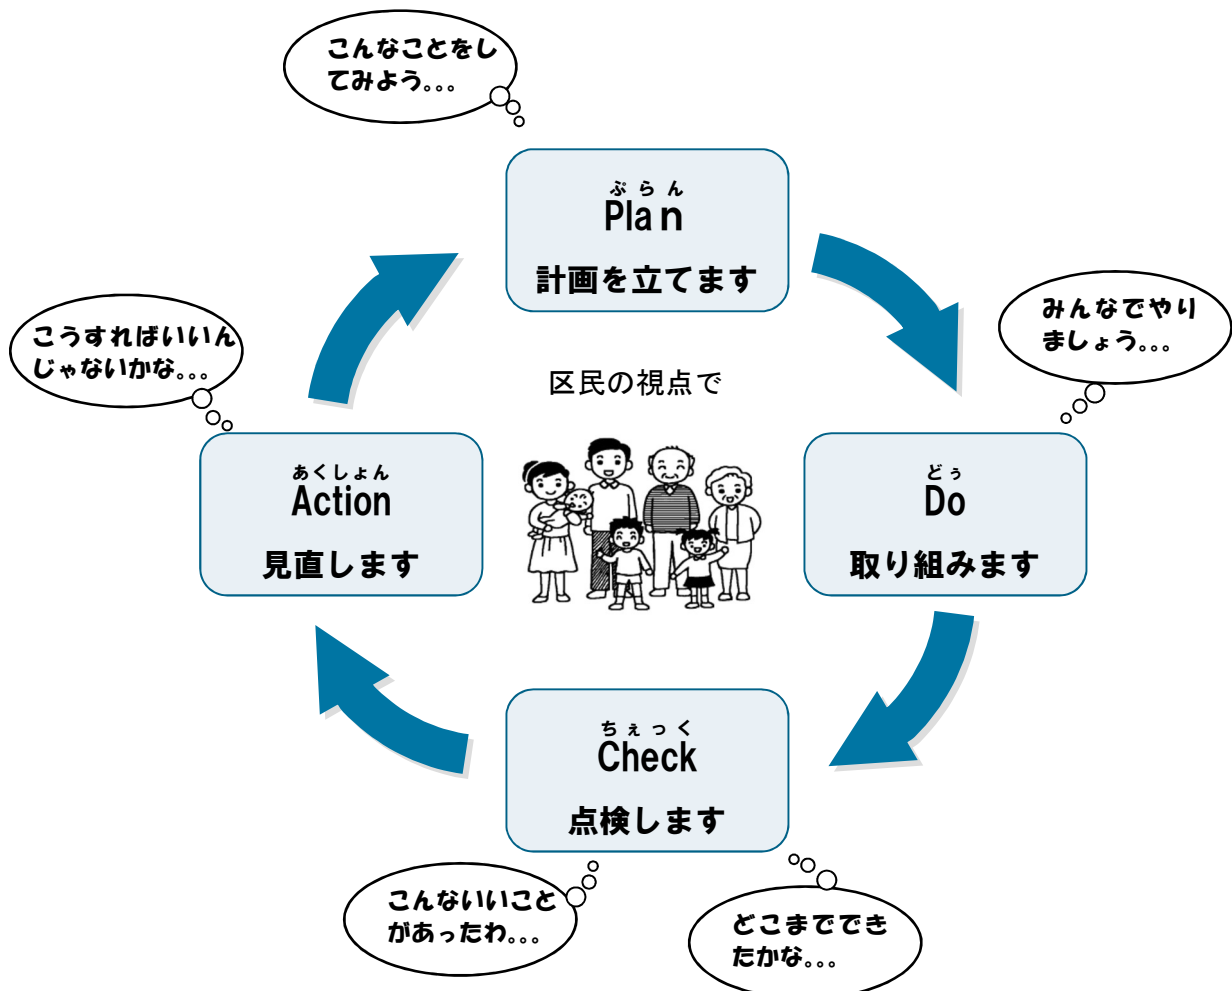 こんなことをし
てみよう｡｡｡
ぷらん
Plan
計画を立てます
みんなでやり
ましょう｡｡｡
こうすればいいん
じゃないかな｡｡｡
区民の視点で
あくしょん
Action
見直します
どぅ
Do
取り組みます
ちぇっく
Check
点検します
こんないいこと
があったわ｡｡｡
どこまででき
たかな｡｡｡